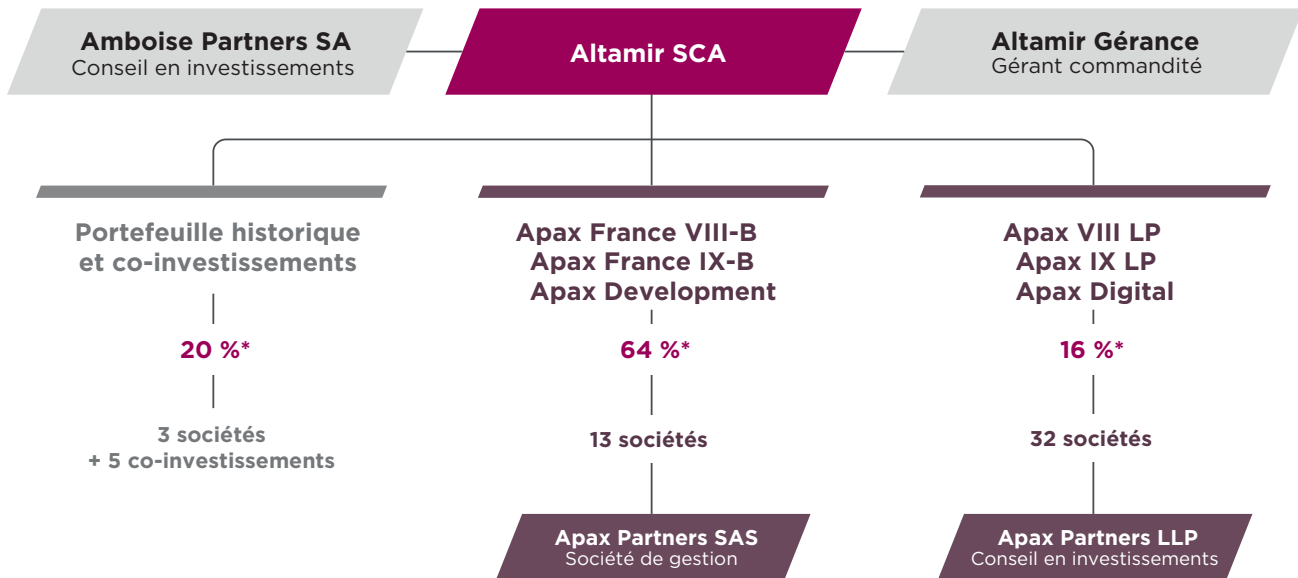 Amboise Partners SA
Conseil en investissements
Altamir SCA
Altamir Gérance
Gérant commandité
Portefeuille historique
et co-investissements
20 %*
3 sociétés
+ 5 co-investissements
Apax France VIII-B
Apax France IX-B
Apax Development
64 %*
13 sociétés
Apax Partners SAS
Société de gestion
Apax VIII LP
Apax IX LP
Apax Digital
16 %*
32 sociétés
Apax Partners LLP
Conseil en investissements